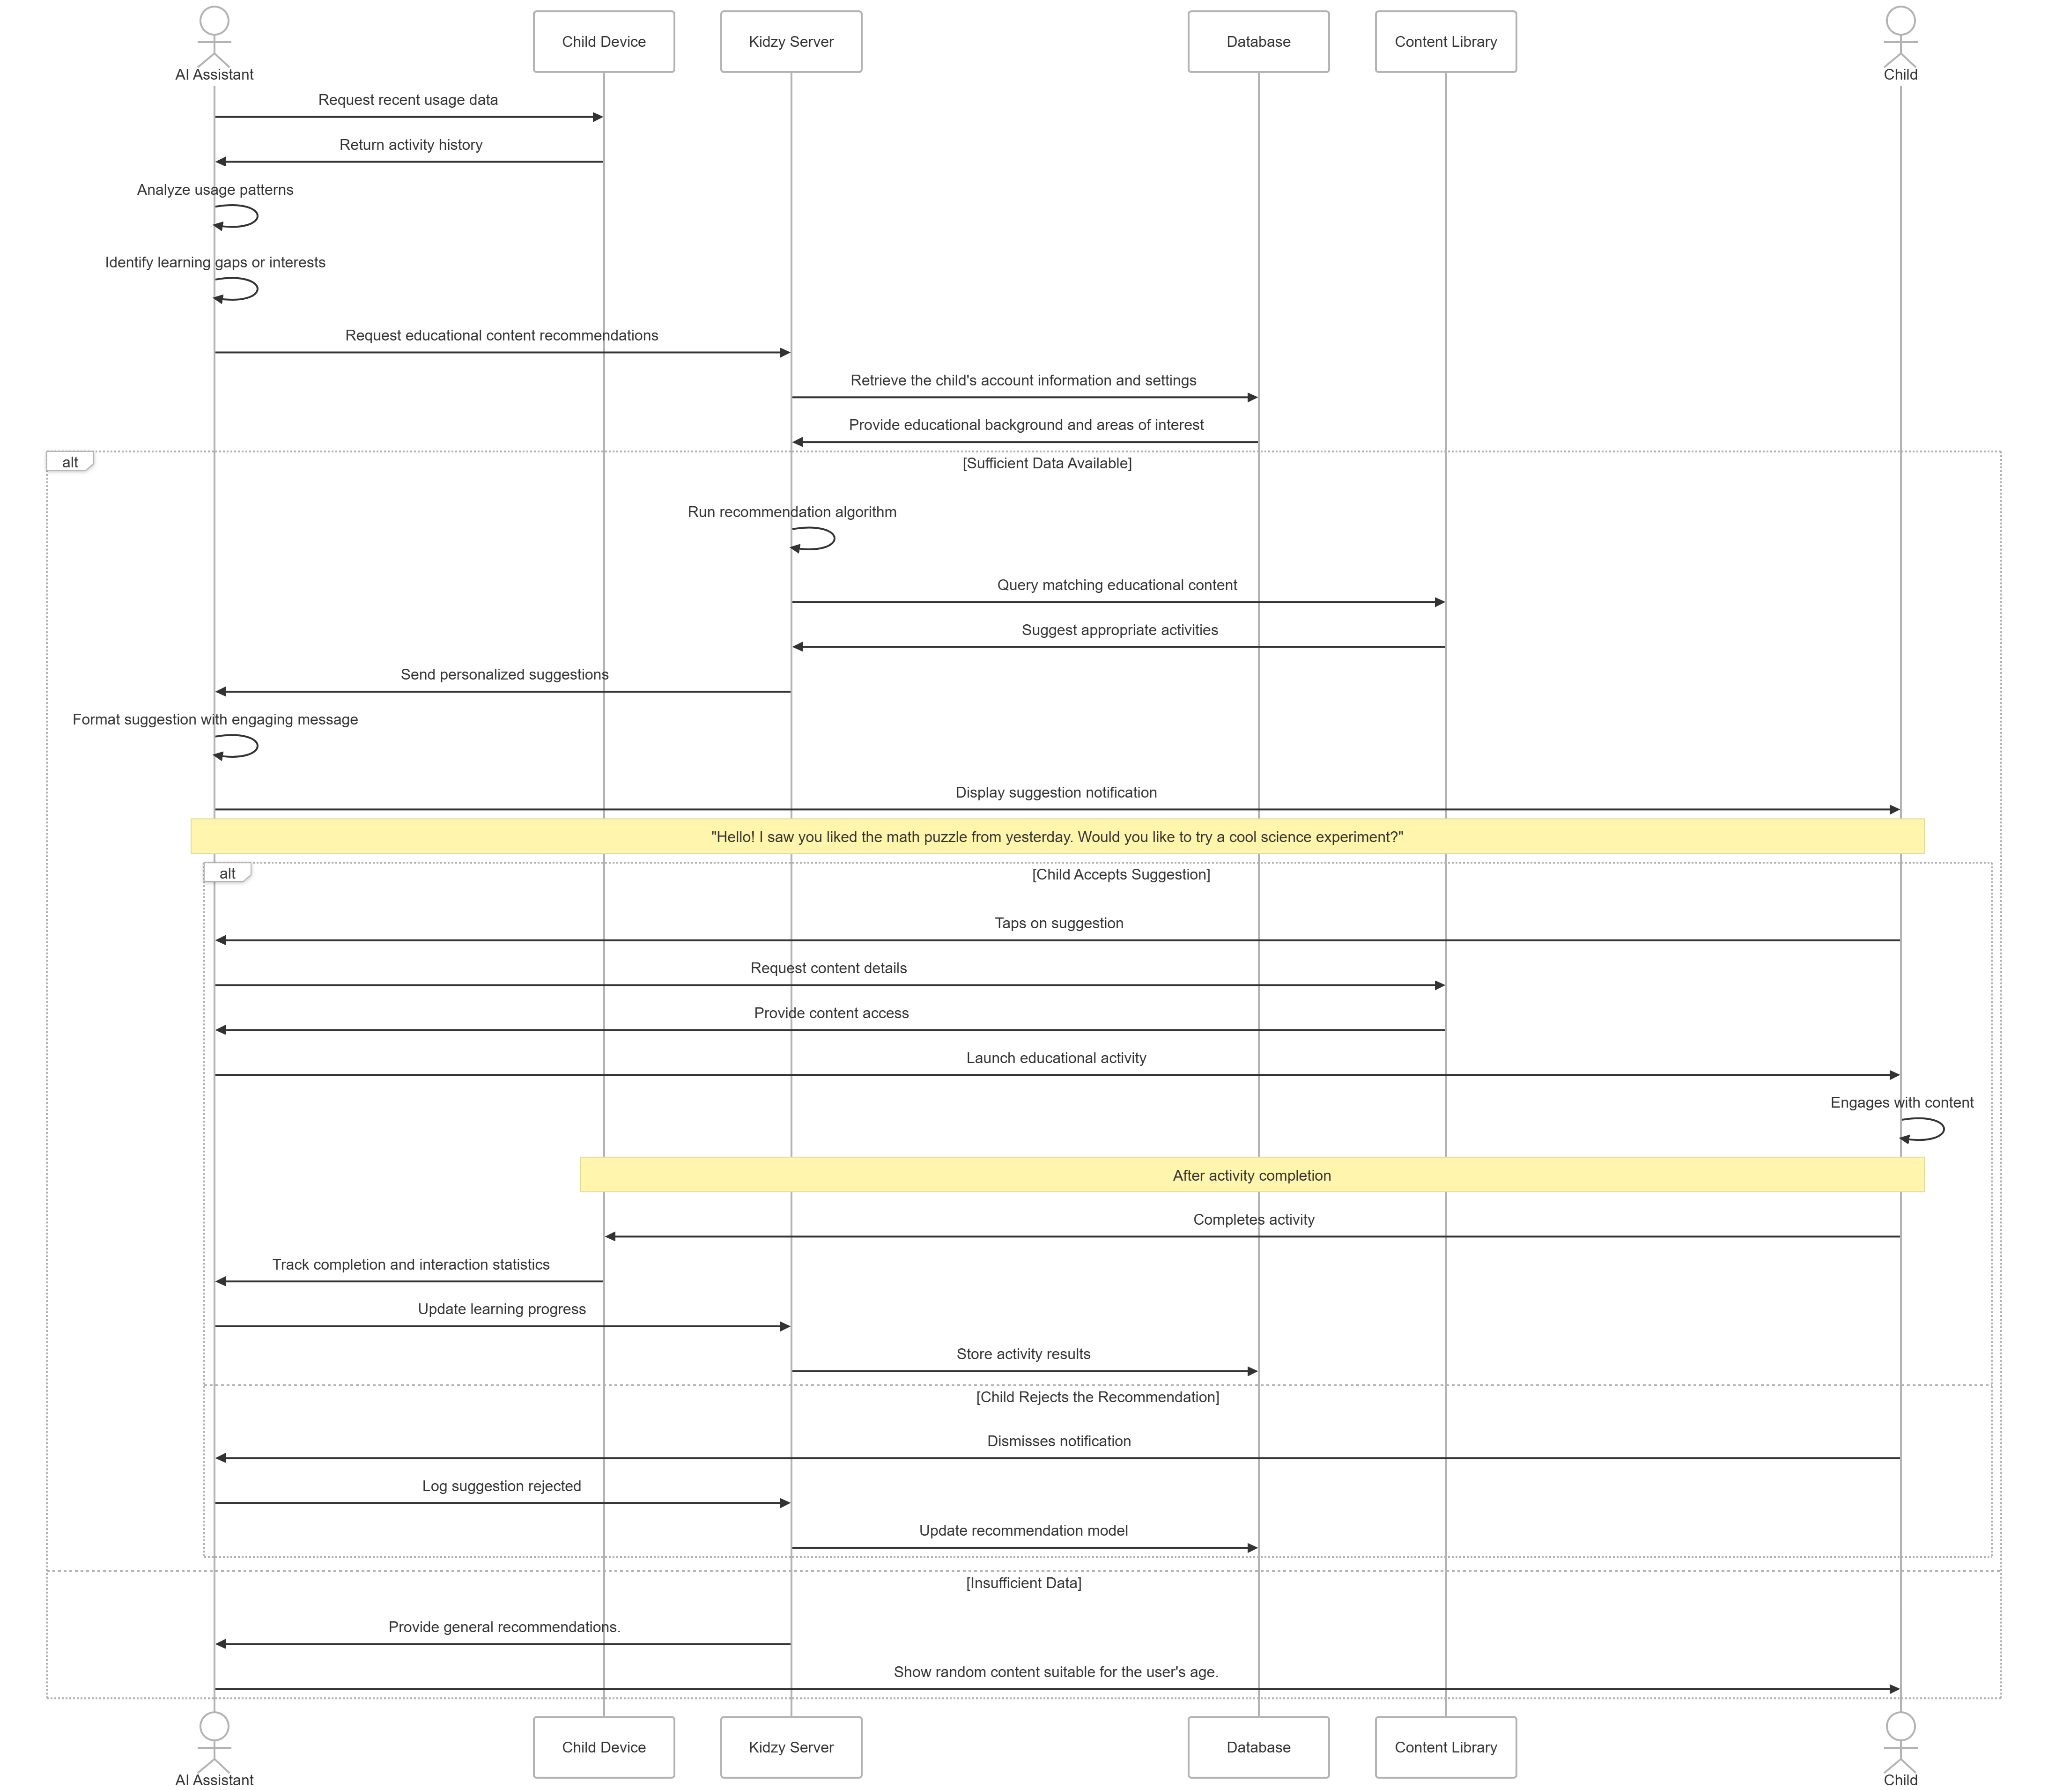 AI Assistant
Child Device
Kidzy Server
Database
Content Library
Child
Request recent usage data
Return activity history
Analyze usage patterns
Identify learning gaps or interests
Request educational content recommendations
Retrieve the child's account information and settings
Provide educational background and areas of interest
alt
[Sufficient Data Available]
Run recommendation algorithm
Query matching educational content
Suggest appropriate activities
Send personalized suggestions
Format suggestion with engaging message
Display suggestion notification
"Hello! I saw you liked the math puzzle from yesterday. Would you like to try a cool science experiment?"
alt
[Child Accepts Suggestion]
Taps on suggestion
Request content details
Provide content access
Launch educational activity
Engages with content
After activity completion
Completes activity
Track completion and interaction statistics
Update learning progress
Store activity results
[Child Rejects the Recommendation]
Dismisses notification
Log suggestion rejected
Update recommendation model
[Insufficient Data]
Provide general recommendations.
Show random content suitable for the user's age.
AI Assistant
Child Device
Kidzy Server
Database
Content Library
Child